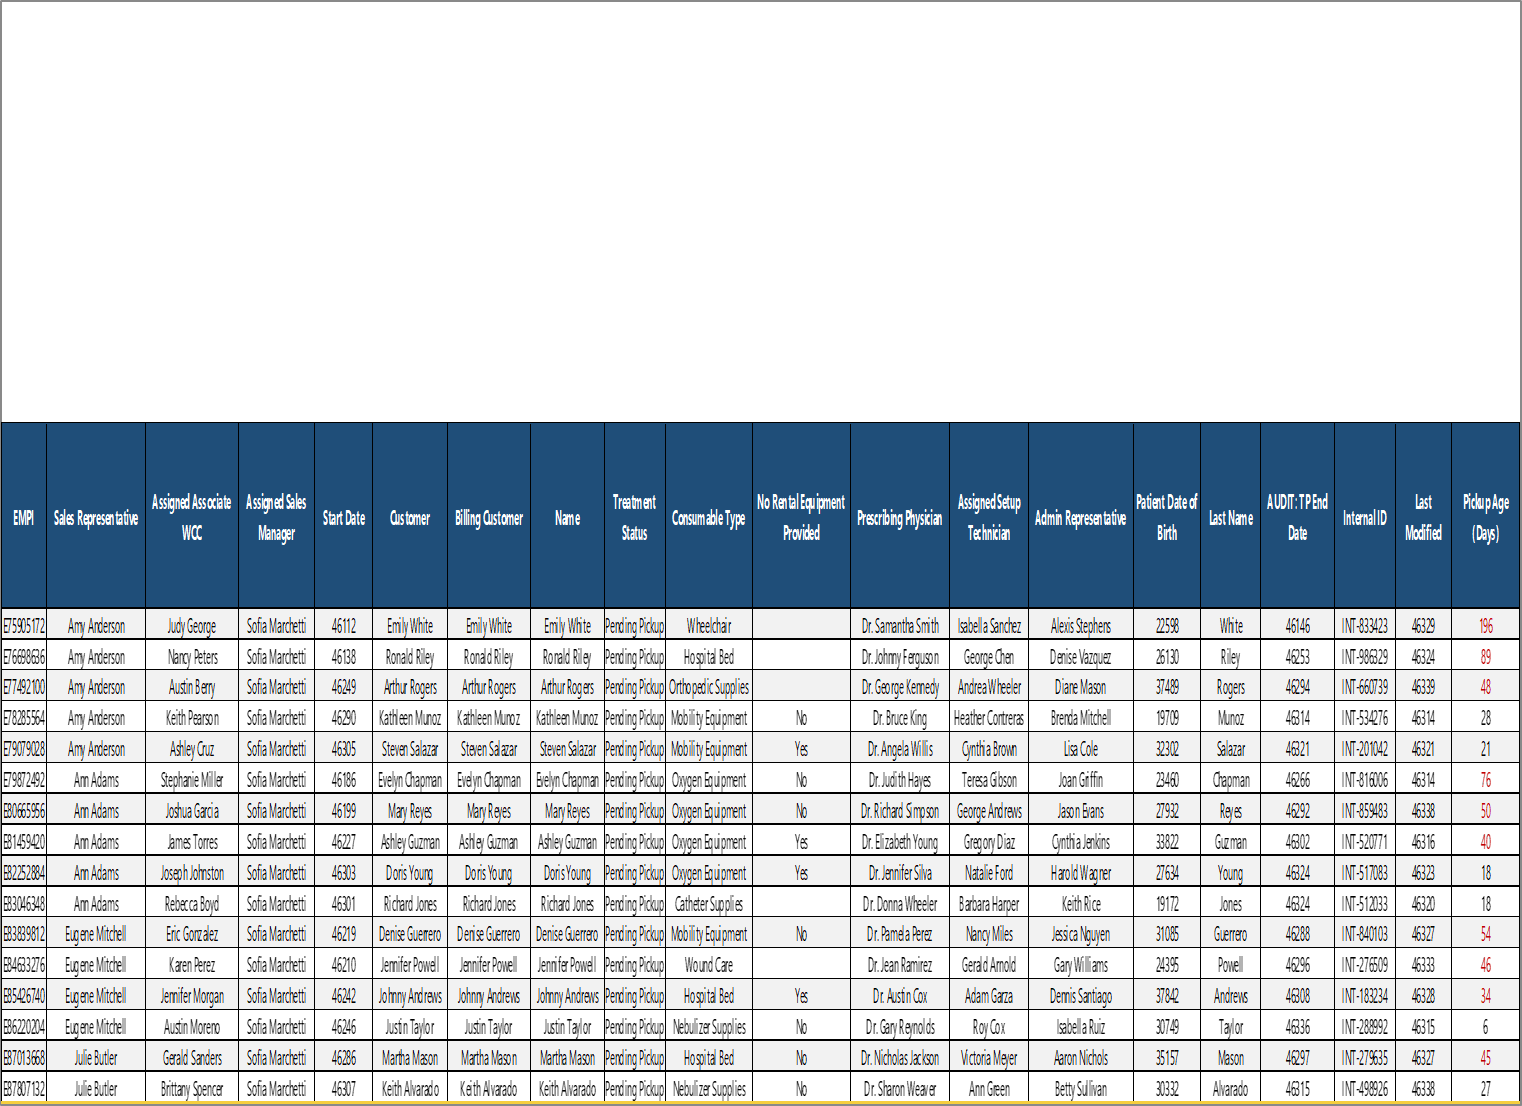 EMPI Sales Representative Assigned Associate WCC Assigned Sales Manager Start Date Customer Billing Customer Name Treatment Status Consumable Type No Rental Equipment Provided Prescribing Physician Assigned Setup Technician Admin Representative Patient Date of Birth Last Name AUDIT: TP End Date Internal ID Last Modified Pickup Age (Days)
E75905172 Amy Anderson Judy George Sofia Marchetti 46112 Emily White Emily White Emily White Pending Pickup Wheelchair Dr. Samantha Smith Isabella Sanchez Alexis Stephens 22598 White 46146 INT-833423 46329 196
E76698636 Amy Anderson Nancy Peters Sofia Marchetti 46138 Ronald Riley Ronald Riley Ronald Riley Pending Pickup Hospital Bed Dr. Johnny Ferguson George Chen Denise Vazquez 26130 Riley 46253 INT-986329 46324 89
E77492100 Amy Anderson Austin Berry Sofia Marchetti 46249 Arthur Rogers Arthur Rogers Arthur Rogers Pending Pickup Orthopedic Supplies Dr. George Kennedy Andrea Wheeler Diane Mason 37489 Rogers 46294 INT-660739 46339 48
E78285564 Amy Anderson Keith Pearson Sofia Marchetti 46290 Kathleen Munoz Kathleen Munoz Kathleen Munoz Pending Pickup Mobility Equipment No Dr. Bruce King Heather Contreras Brenda Mitchell 19709 Munoz 46314 INT-534276 46314 28
E79079028 Amy Anderson Ashley Cruz Sofia Marchetti 46305 Steven Salazar Steven Salazar Steven Salazar Pending Pickup Mobility Equipment Yes Dr. Angela Willis Cynthia Brown Lisa Cole 32302 Salazar 46321 INT-201042 46321 21
E79872492 Ann Adams Stephanie Miller Sofia Marchetti 46186 Evelyn Chapman Evelyn Chapman Evelyn Chapman Pending Pickup Oxygen Equipment No Dr. Judith Hayes Teresa Gibson Joan Griffin 23460 Chapman 46266 INT-816006 46314 76
E80665956 Ann Adams Joshua Garcia Sofia Marchetti 46199 Mary Reyes Mary Reyes Mary Reyes Pending Pickup Oxygen Equipment No Dr. Richard Simpson George Andrews Jason Evans 27932 Reyes 46292 INT-859483 46338 50
E81459420 Ann Adams James Torres Sofia Marchetti 46227 Ashley Guzman Ashley Guzman Ashley Guzman Pending Pickup Oxygen Equipment Yes Dr. Elizabeth Young Gregory Diaz Cynthia Jenkins 33822 Guzman 46302 INT-520771 46316 40
E82252884 Ann Adams Joseph Johnston Sofia Marchetti 46303 Doris Young Doris Young Doris Young Pending Pickup Oxygen Equipment Yes Dr. Jennifer Silva Natalie Ford Harold Wagner 27634 Young 46324 INT-517083 46323 18
E83046348 Ann Adams Rebecca Boyd Sofia Marchetti 46301 Richard Jones Richard Jones Richard Jones Pending Pickup Catheter Supplies Dr. Donna Wheeler Barbara Harper Keith Rice 19172 Jones 46324 INT-512033 46320 18
E83839812 Eugene Mitchell Eric Gonzalez Sofia Marchetti 46219 Denise Guerrero Denise Guerrero Denise Guerrero Pending Pickup Mobility Equipment No Dr. Pamela Perez Nancy Miles Jessica Nguyen 31085 Guerrero 46288 INT-840103 46327 54
E84633276 Eugene Mitchell Karen Perez Sofia Marchetti 46210 Jennifer Powell Jennifer Powell Jennifer Powell Pending Pickup Wound Care Dr. Jean Ramirez Gerald Arnold Gary Williams 24395 Powell 46296 INT-276509 46333 46
E85426740 Eugene Mitchell Jennifer Morgan Sofia Marchetti 46242 Johnny Andrews Johnny Andrews Johnny Andrews Pending Pickup Hospital Bed Yes Dr. Austin Cox Adam Garza Dennis Santiago 37842 Andrews 46308 INT-183234 46328 34
E86220204 Eugene Mitchell Austin Moreno Sofia Marchetti 46246 Justin Taylor Justin Taylor Justin Taylor Pending Pickup Nebulizer Supplies No Dr. Gary Reynolds Roy Cox Isabella Ruiz 30749 Taylor 46336 INT-288992 46315 6
E87013668 Julie Butler Gerald Sanders Sofia Marchetti 46286 Martha Mason Martha Mason Martha Mason Pending Pickup Hospital Bed No Dr. Nicholas Jackson Victoria Meyer Aaron Nichols 35157 Mason 46297 INT-279635 46327 45
E87807132 Julie Butler Brittany Spencer Sofia Marchetti 46307 Keith Alvarado Keith Alvarado Keith Alvarado Pending Pickup Nebulizer Supplies No Dr. Sharon Weaver Ann Green Betty Sullivan 30332 Alvarado 46315 INT-498926 46338 27